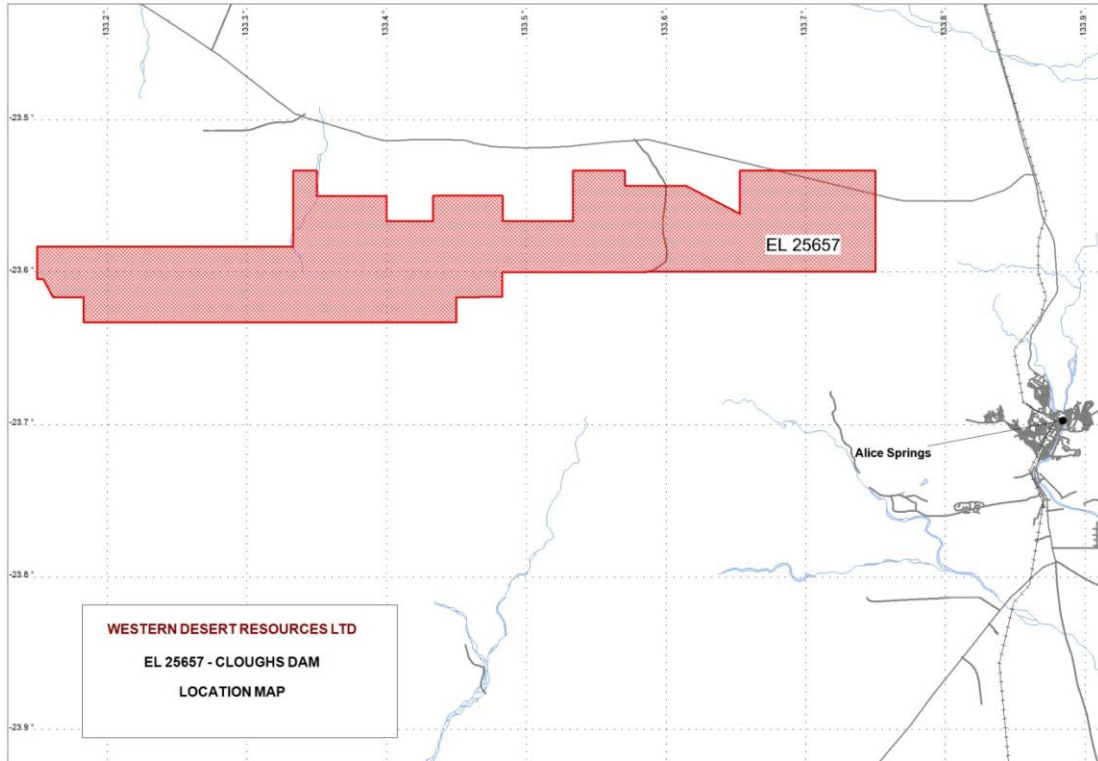 133.2°
133.3°
133.4°
133.5°
133.6°
133.7°
133.8°
133.9°
-23.5°
-23.6°
-23.7°
-23.8°
-23.9°
EL 25657
Alice Springs
WESTERN DESERT RESOURCES LTD
EL 25657 - CLOUGHS DAM
LOCATION MAP